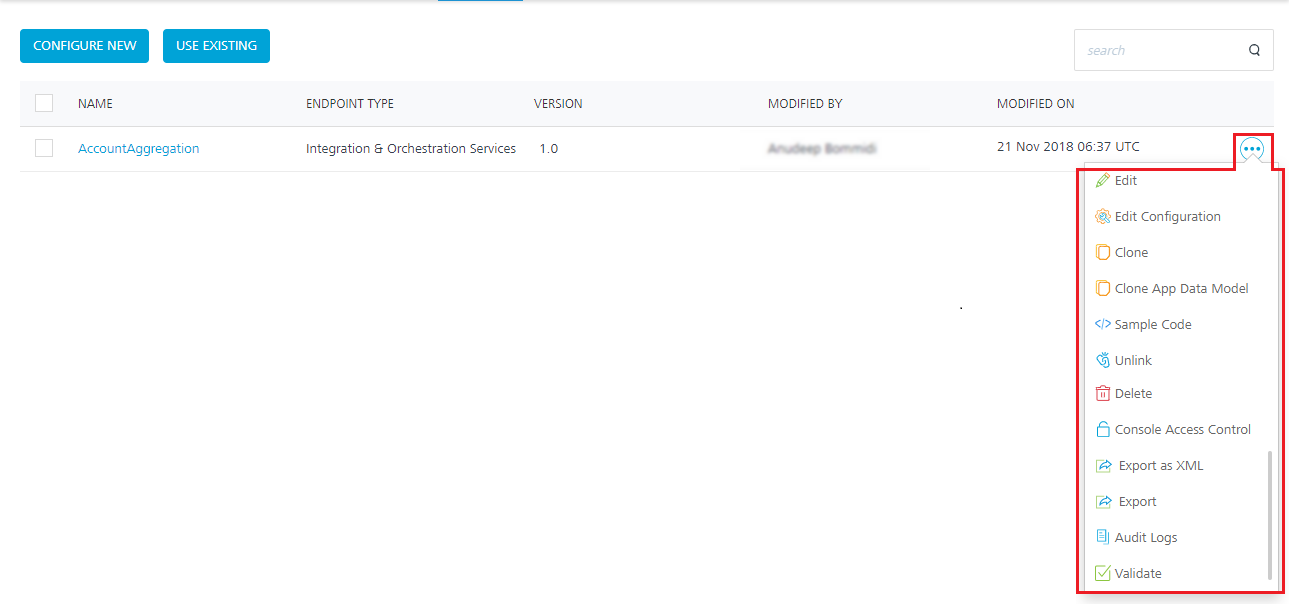 CONFIGURE NEW USE EXISTING search
NAME ENDPOINT TYPE VERSION MODIFIED BY MODIFIED ON
AccountAggregation Integration & Orchestration Services 1.0 21 Nov 2018 06:37 UTC
Edit
Edit Configuration
Clone
Clone App Data Model
</> Sample Code
Unlink
Delete
Console Access Control
Export as XML
Export
Audit Logs
Validate